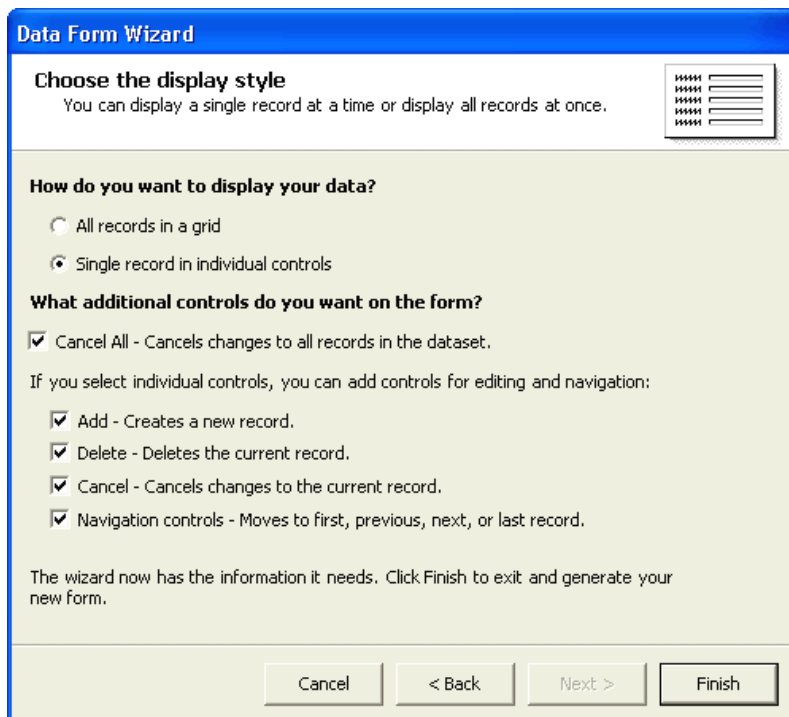 Data Form Wizard
Choose the display style
You can display a single record at a time or display all records at once.
How do you want to display your data?
All records in a grid
Single record in individual controls
What additional controls do you want on the form?
Cancel All - Cancels changes to all records in the dataset.
If you select individual controls, you can add controls for editing and navigation:
Add - Creates a new record.
Delete - Deletes the current record.
Cancel - Cancels changes to the current record.
Navigation controls - Moves to first, previous, next, or last record.
The wizard now has the information it needs. Click Finish to exit and generate your
new form.
Cancel < Back Next > Finish